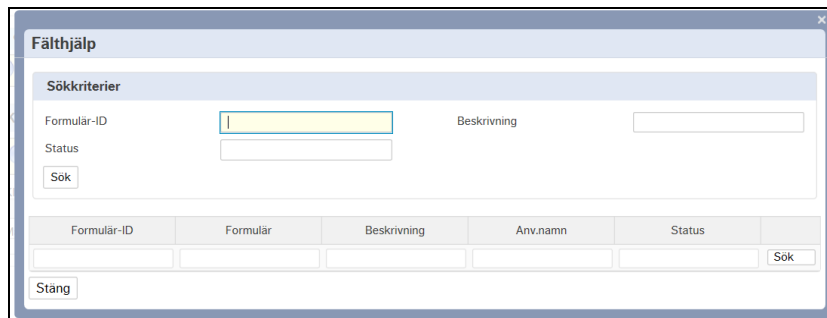 ×
Fälthjälp
Sökkriterier
Formulär-ID Beskrivning
Status
Sök
Formulär-ID Formulär Beskrivning Anv.namn Status
Sök
Stäng